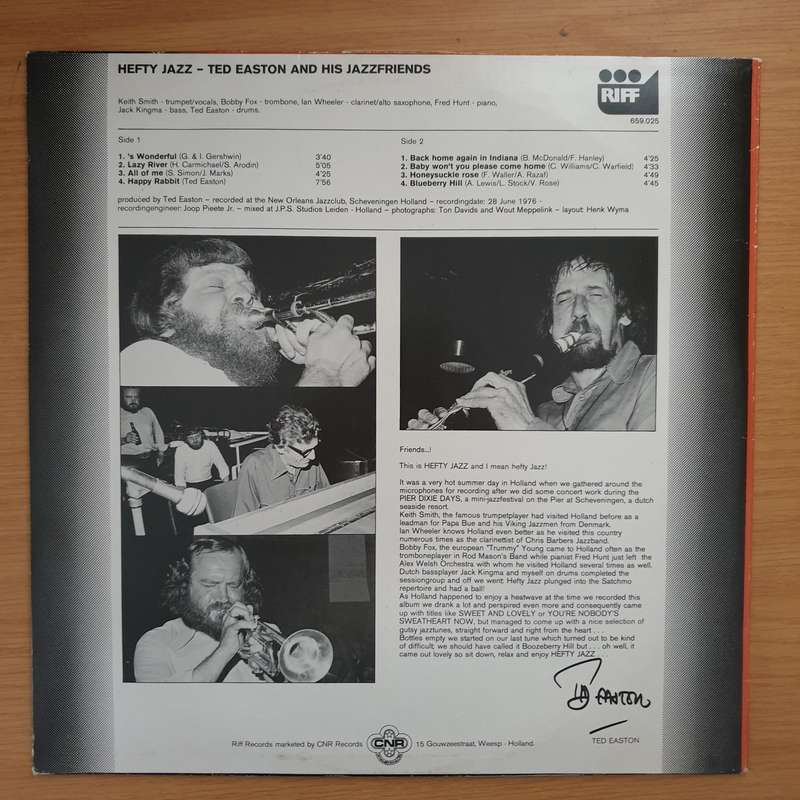 HEFTY JAZZ – TED EASTON AND HIS JAZZFRIENDS
RIFF
659.025
Keith Smith - trumpet/vocals, Bobby Fox - trombone, Ian Wheeler - clarinet/alto saxophone, Fred Hunt - piano,
Jack Kingma - bass, Ted Easton - drums.
Side 1
1. 's Wonderful (G. & I. Gershwin) 3'40
2. Lazy River (H. Carmichael/S. Arodin) 5'05
3. All of me (S. Simon/J. Marks) 4'25
4. Happy Rabbit (Ted Easton) 7'56
Side 2
1. Back home again in Indiana (B. McDonald/F. Hanley) 4'25
2. Baby won't you please come home (C. Williams/C. Warfield) 4'33
3. Honeysuckle rose (F. Waller/A. Razaf) 4'49
4. Blueberry Hill (A. Lewis/L. Stock/V. Rose) 4'45
produced by Ted Easton – recorded at the New Orleans Jazzclub, Scheveningen Holland – recordingdate: 28 June 1976 -
recordingengineer: Joop Pieete Jr. – mixed at J.P.S. Studios Leiden - Holland – photographs: Ton Davids and Wout Meppelink – layout: Henk Wyma
Friends...!
This is HEFTY JAZZ and I mean hefty Jazz!
It was a very hot summer day in Holland when we gathered around the
microphones for recording after we did some concert work during the
PIER DIXIE DAYS, a mini-jazzfestival on the Pier at Scheveningen, a dutch
seaside resort.
Keith Smith, the famous trumpetplayer had visited Holland before as a
leadman for Papa Bue and his Viking Jazzmen from Denmark.
Ian Wheeler knows Holland even better as he visited this country
numerous times as the clarinettist of Chris Barbers Jazzband.
Bobby Fox, the european "Trummy" Young came to Holland often as the
tromboneplayer in Rod Mason's Band while pianist Fred Hunt just left the
Alex Welsh Orchestra with whom he visited Holland several times as well.
Dutch bassplayer Jack Kingma and myself on drums completed the
sessiongroup and off we went: Hefty Jazz plunged into the Satchmo
repertoire and had a ball!
As Holland happened to enjoy a heatwave at the time we recorded this
album we drank a lot and perspired even more and consequently came
up with titles like SWEET AND LOVELY or YOU'RE NOBODY'S
SWEATHEART NOW, but managed to come up with a nice selection of
gutsy jazztunes, straight forward and right from the heart . . .
Bottles empty we started on our last tune which turned out to be kind
of difficult; we should have called it Boozeberry Hill but . . . oh well, it
came out lovely so sit down, relax and enjoy HEFTY JAZZ . . .
TED EASTON
TED EASTON
Riff Records marketed by CNR Records CNR 15 Gouwzeestraat, Weesp - Holland.